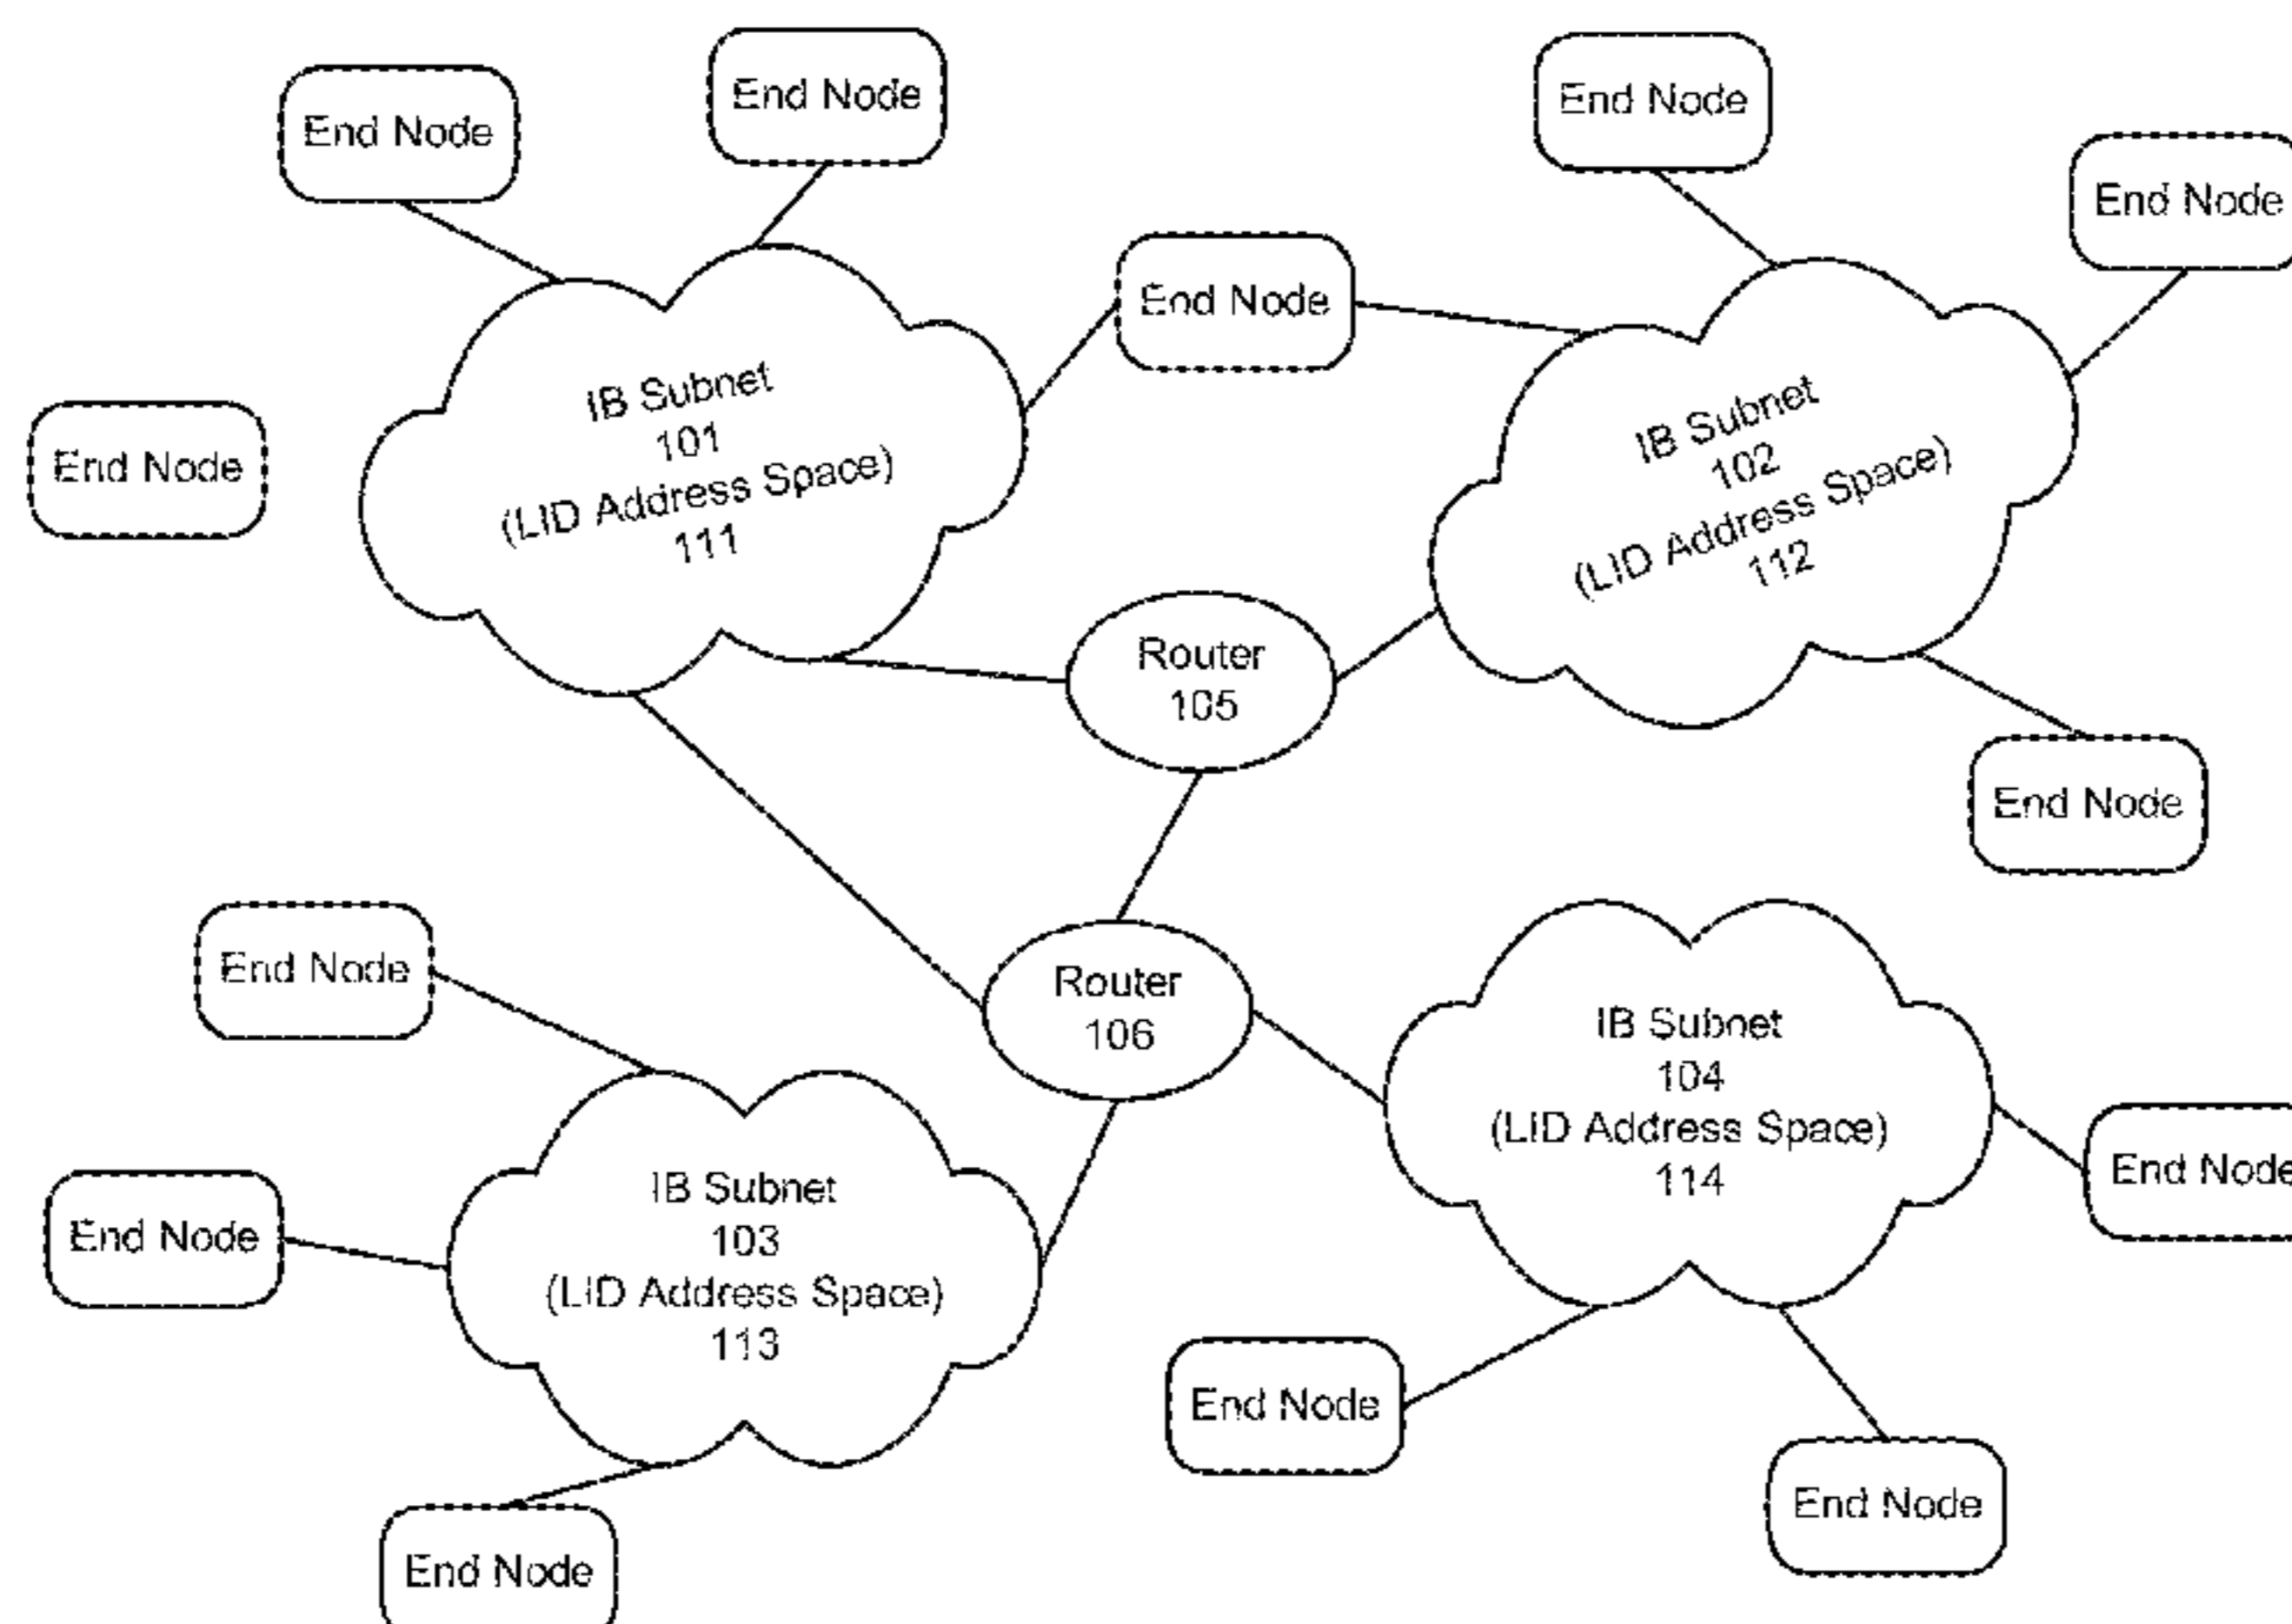 End Node
End Node
End Node
End Node
End Node
End Node
IB Subnet
101
(LID Address Space)
111
IB Subnet
102
(LID Address Space)
112
Router
105
End Node
End Node
Router
106
IB Subnet
104
(LID Address Space)
114
End Node
IB Subnet
103
(LID Address Space)
113
End Node
End Node
End Node
End Node